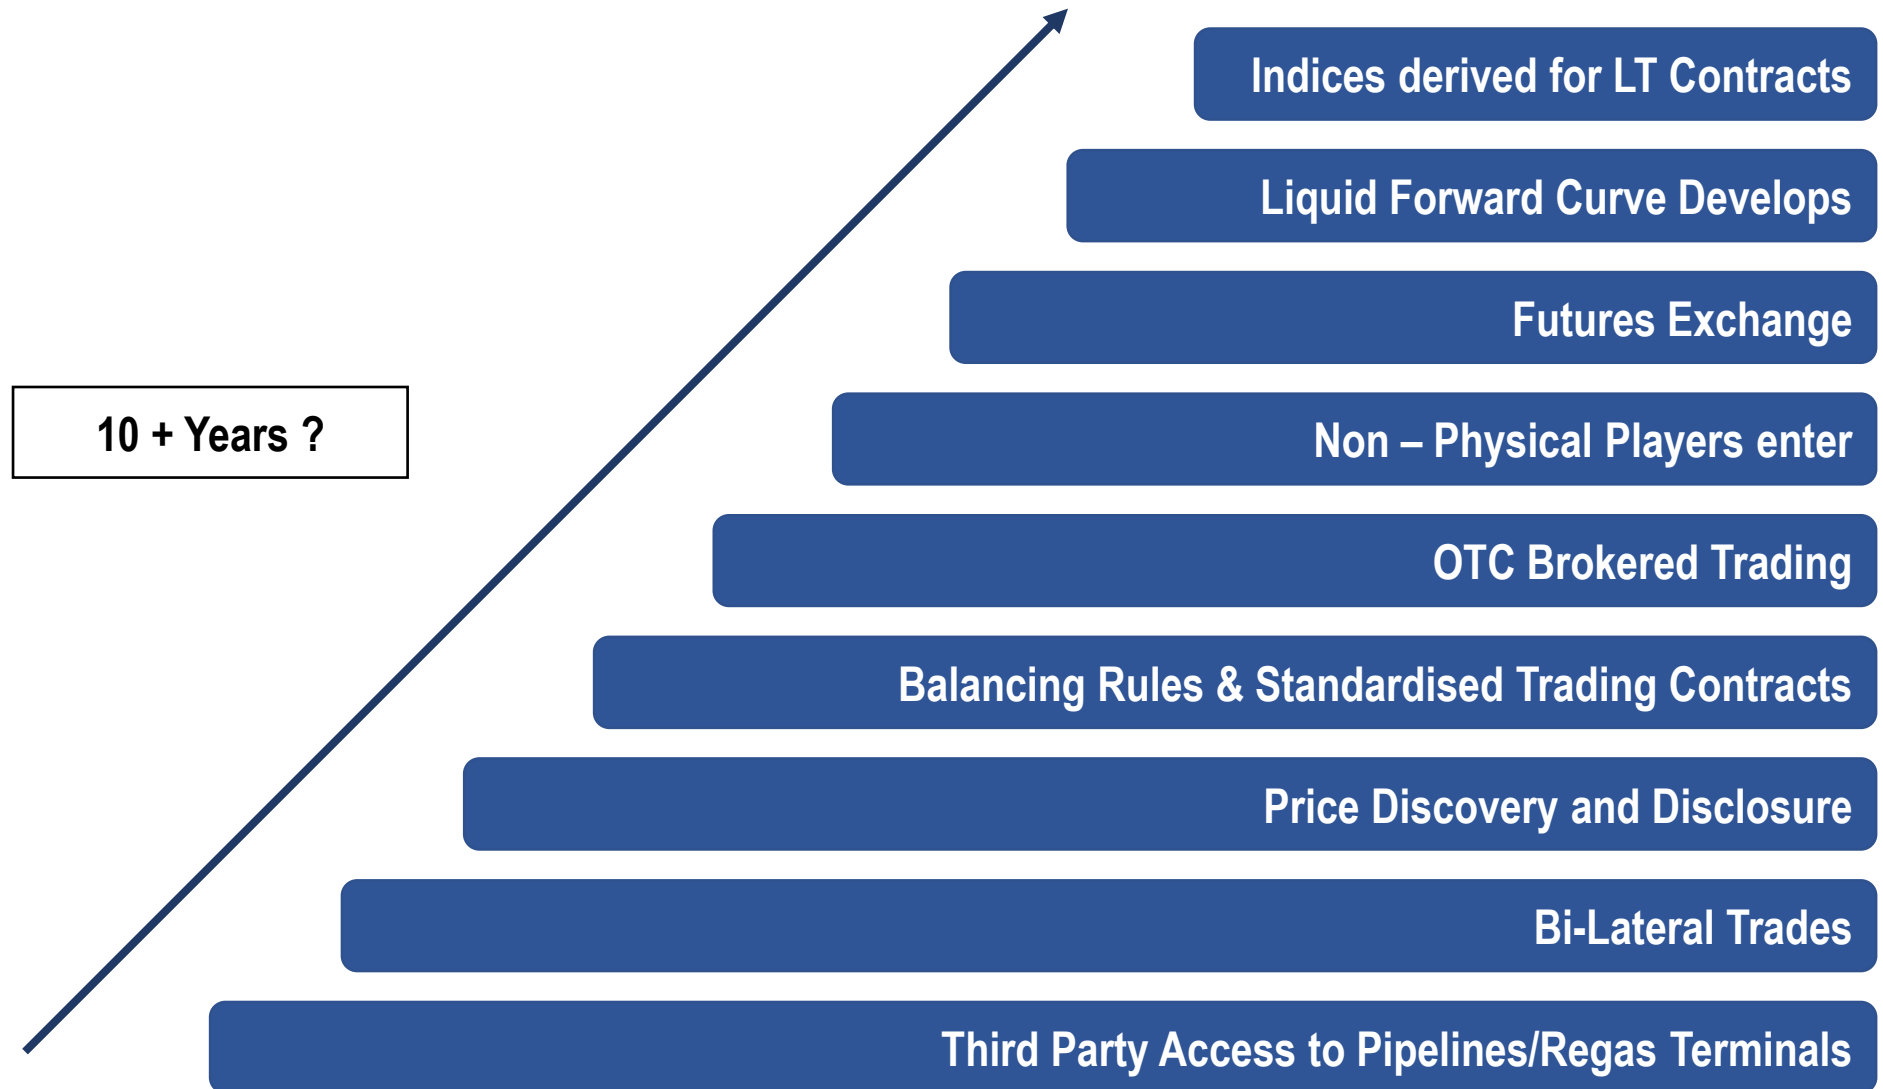 Indices derived for LT Contracts
Liquid Forward Curve Develops
Futures Exchange
10 + Years ?
Non – Physical Players enter
OTC Brokered Trading
Balancing Rules & Standardised Trading Contracts
Price Discovery and Disclosure
Bi-Lateral Trades
Third Party Access to Pipelines/Regas Terminals